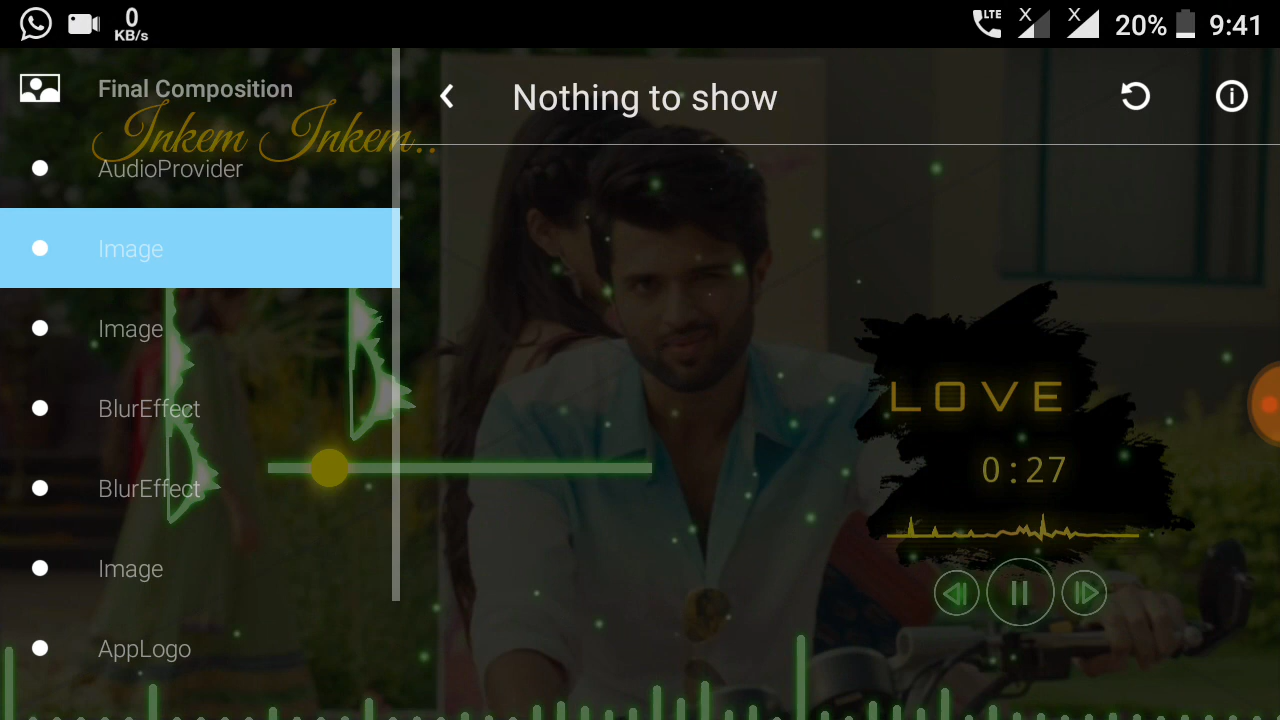 0
KB/s
LTE
X
X
20%
9:41
Final Composition
Inkem Inkem..
AudioProvider
Image
Image
BlurEffect
BlurEffect
Image
AppLogo
Nothing to show
LOVE
0:27